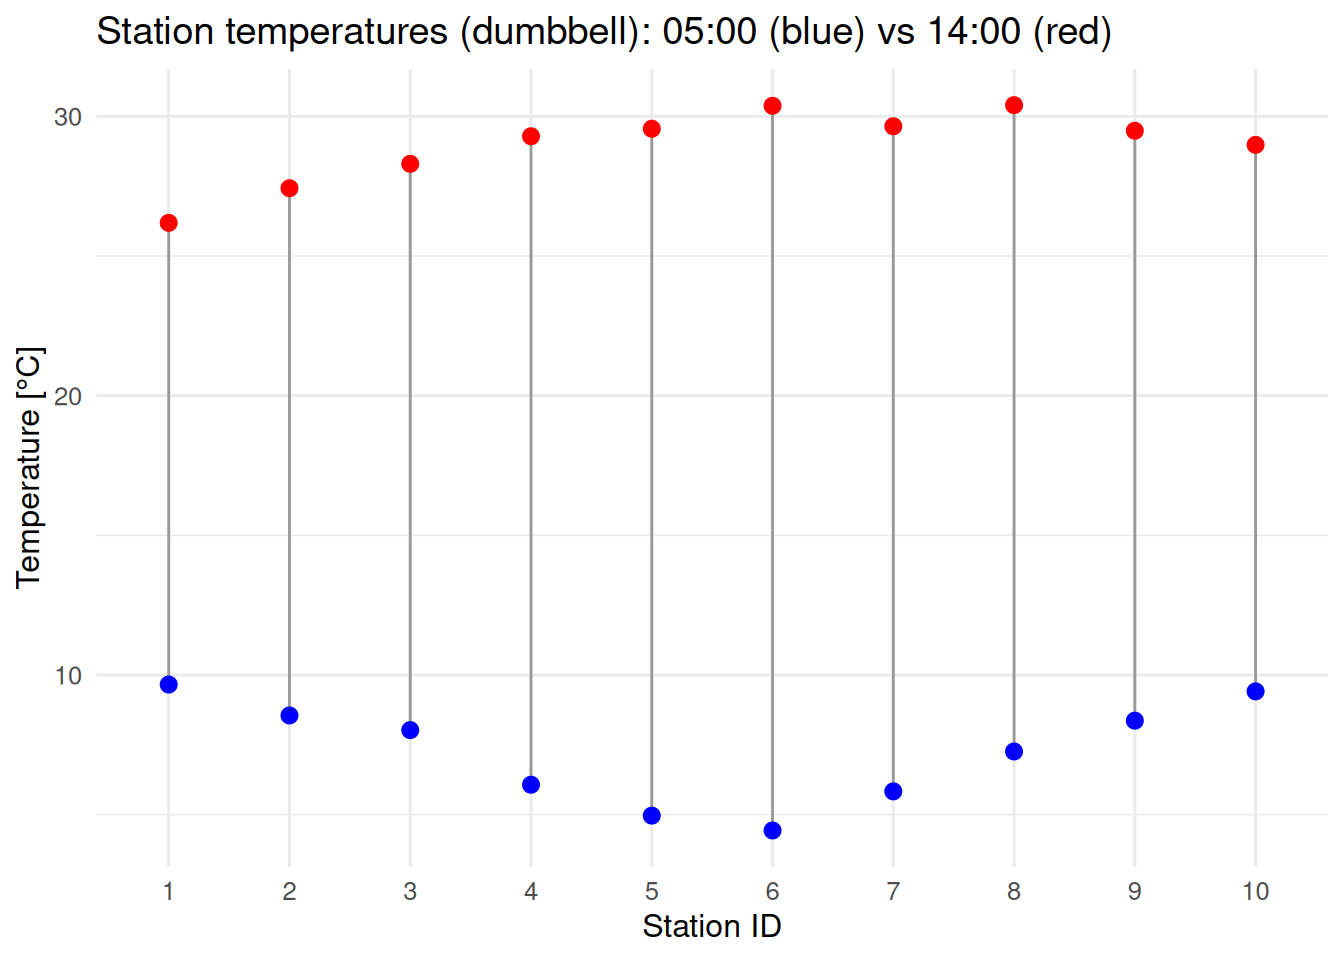 Station temperatures (dumbbell): 05:00 (blue) vs 14:00 (red)
Temperature [°C]
30
20
10
1 2 3 4 5 6 7 8 9 10
Station ID